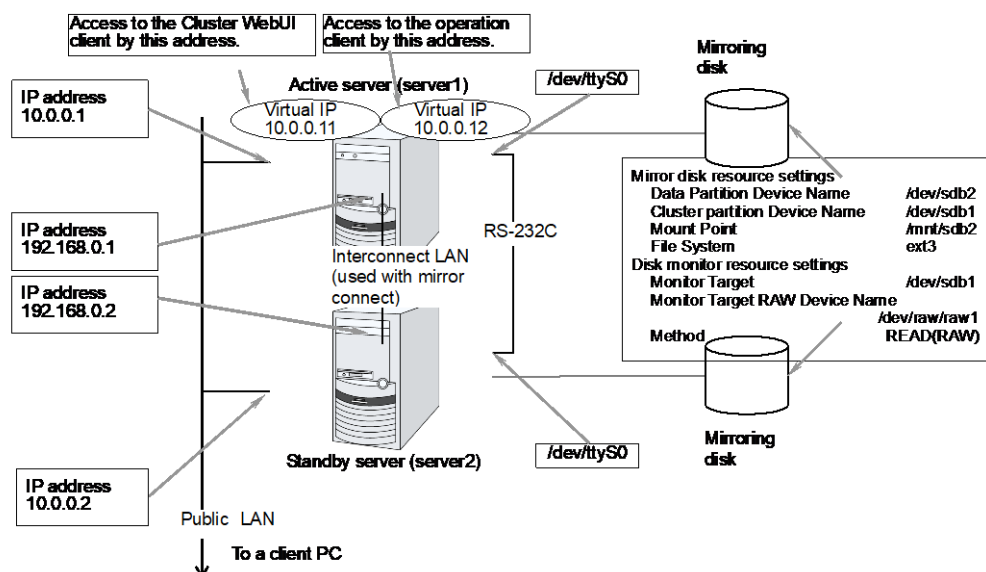 Access to the Cluster WebUI
client by this address.
Access to the operation
client by this address.
Mirroring
disk
Active server (server1)
/dev/ttyS0
IP address
10.0.0.1
Virtual IP
10.0.0.11
Virtual IP
10.0.0.12
Mirror disk resource settings
Data Partition Device Name /dev/sdb2
Cluster partition Device Name /dev/sdb1
Mount Point /mnt/sdb2
File System ext3
Disk monitor resource settings
Monitor Target /dev/sdb1
Monitor Target RAW Device Name
/dev/raw/raw1
Method READ(RAW)
IP address
192.168.0.1
RS-232C
Interconnect LAN
(used with mirror
connect)
IP address
192.168.0.2
Mirroring
disk
/dev/ttyS0
Standby server (server2)
IP address
10.0.0.2
Public LAN
To a client PC